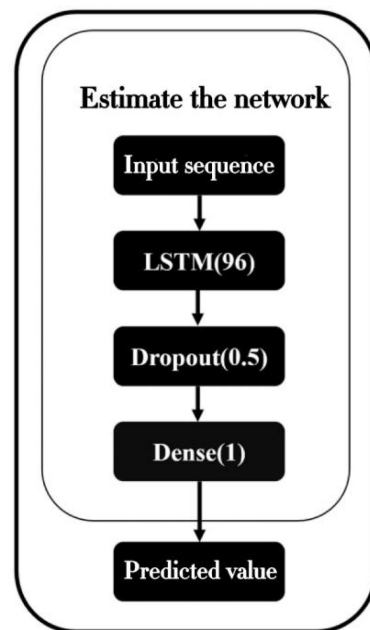 Estimate the network
Input sequence
LSTM(96)
Dropout(0.5)
Dense(1)
Predicted value